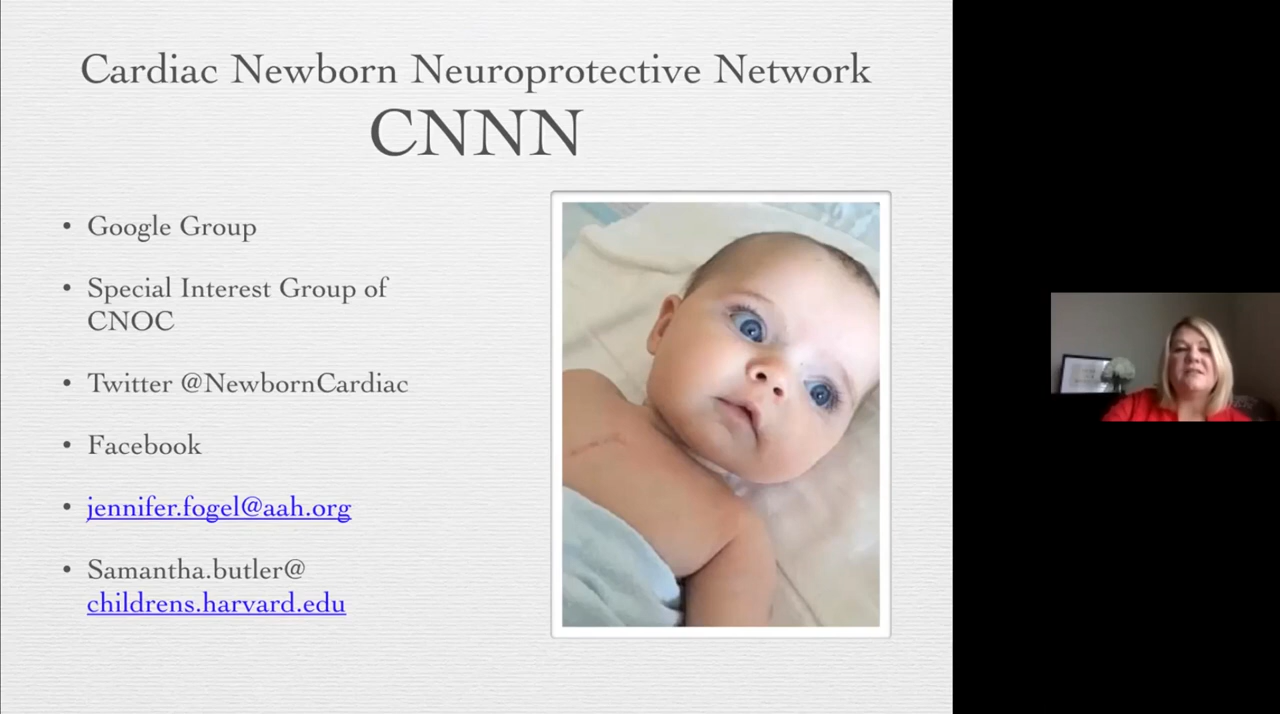 Cardiac Newborn Neuroprotective Network
CNNN
• Google Group
• Special Interest Group of
CNOC
• Twitter @NewbornCardiac
• Facebook
• jennifer.fogel@aah.org
• Samantha.butler@
childrens.harvard.edu